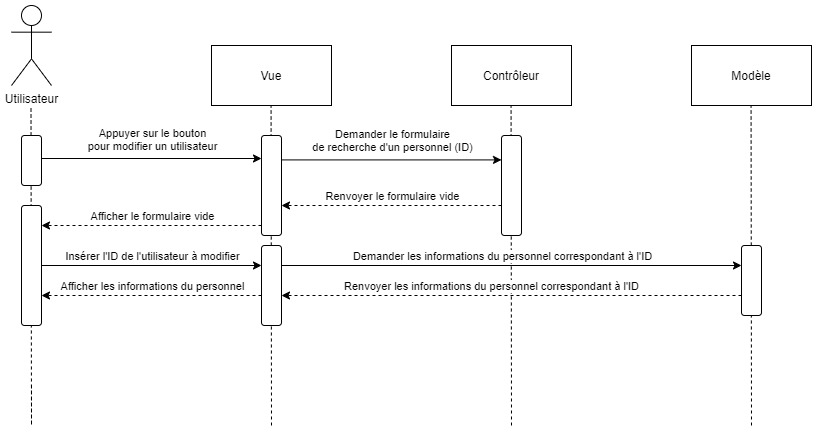 Utilisateur
Vue
Contrôleur
Modèle
Appuyer sur le bouton
pour modifier un utilisateur
Demander le formulaire
de recherche d'un personnel (ID)
Renvoyer le formulaire vide
Afficher le formulaire vide
Insérer l'ID de l'utilisateur à modifier
Demander les informations du personnel correspondant à l'ID
Afficher les informations du personnel
Renvoyer les informations du personnel correspondant à l'ID